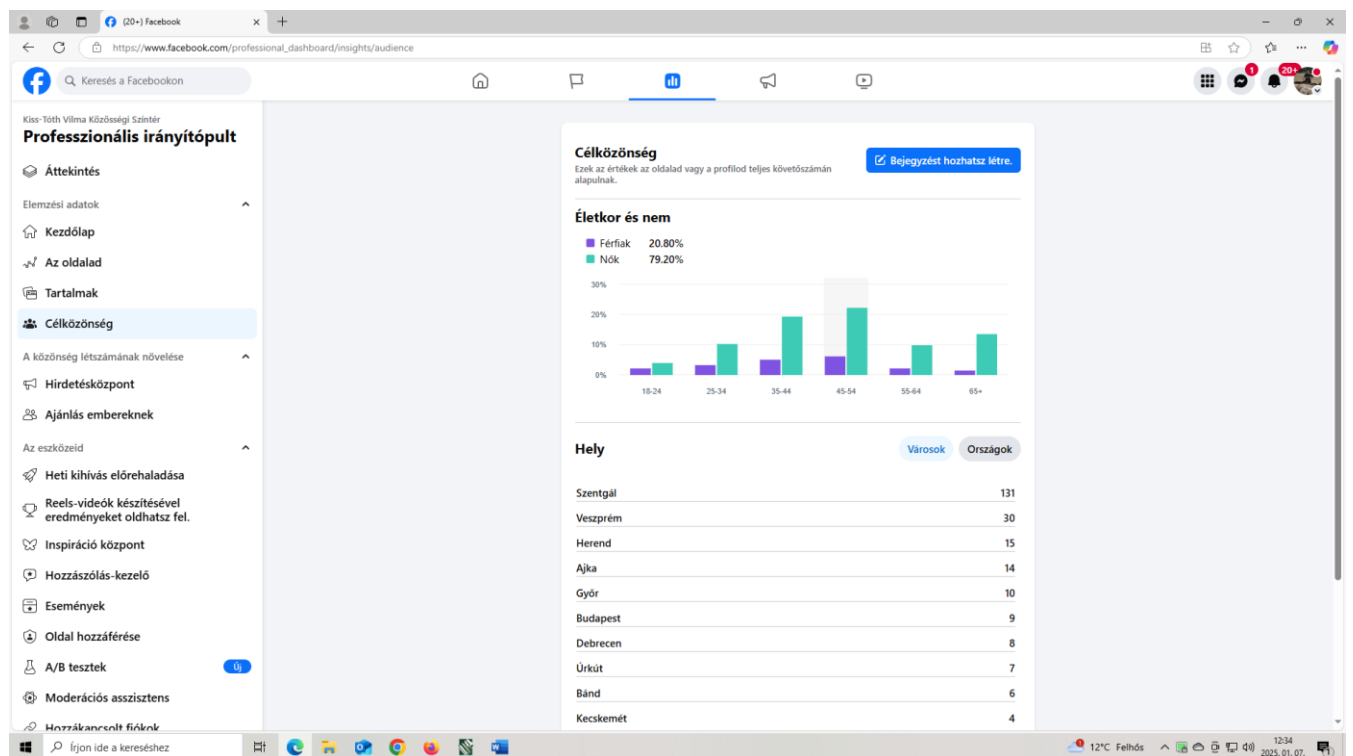 (20+) Facebook
https://www.facebook.com/professional_dashboard/insights/audience
Keresés a Facebookon
1
20+
Kiss-Tóth Vilma Közösségi Színtér
Professzionális irányítópult
Áttekintés
Elemzési adatok
Kezdőlap
Az oldalad
Tartalmak
Célközönség
A közönség létszámának növelése
Hirdetésközpont
Ajánlás embereknek
Az eszközeid
Heti kihívás előrehaladása
Reels-videók készítésével
eredményeket oldhatsz fel.
Inspiráció központ
Hozzászólás-kezelő
Események
Oldal hozzáférése
A/B tesztek
Új
Moderációs asszisztens
Hozzákapcsolt fiókok
Célközönség
Ezek az értékek az oldalad vagy a profilod teljes követőszámán
alapulnak.
Bejegyzést hozhatsz létre.
Életkor és nem
Férfiak 20.80%
Nők 79.20%
30%
20%
10%
0%
18-24 25-34 35-44 45-54 55-64 65+
Hely
Városok Országok
Szentgál 131
Veszprém 30
Herend 15
Ajka 14
Győr 10
Budapest 9
Debrecen 8
Úrkút 7
Bánd 6
Kecskemét 4
Írjon ide a kereséshez
12°C Felhős
12:34
2025. 01. 07.